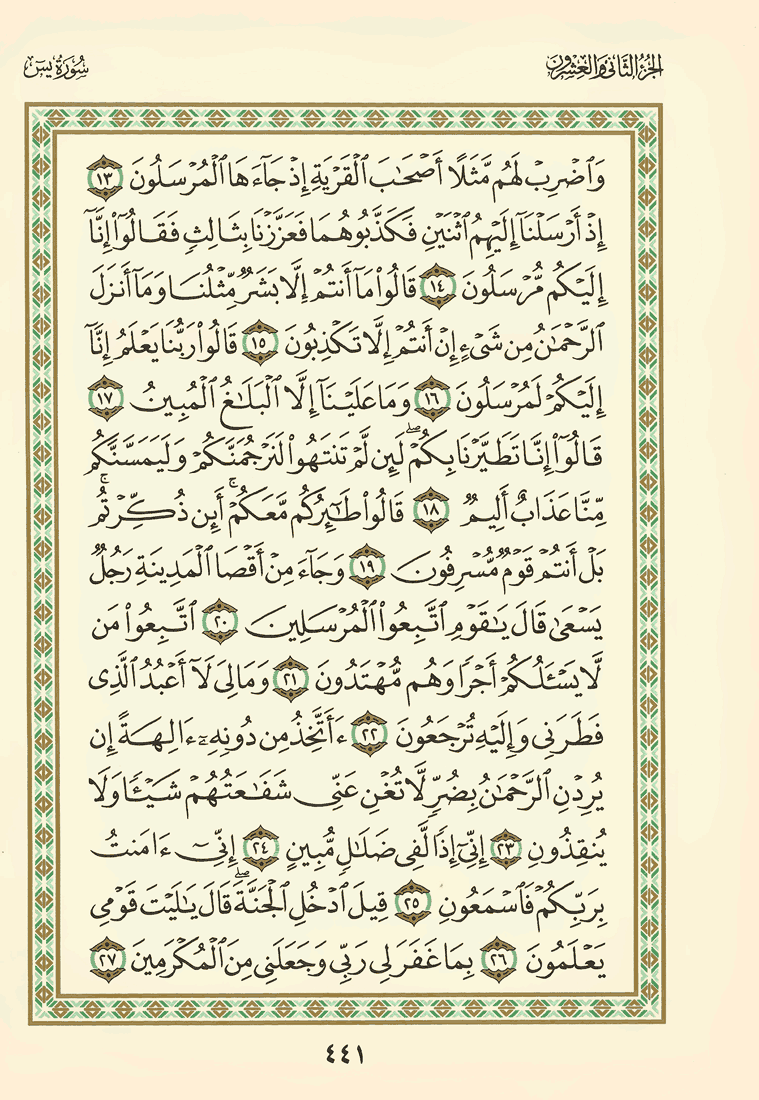 الجزء الثاني والعشرون
سورة يس
وَٱضْرِبْ لَهُم مَّثَلًا أَصْحَٰبَ ٱلْقَرْيَةِ إِذْ جَآءَهَا ٱلْمُرْسَلُونَ ١٣
إِذْ أَرْسَلْنَآ إِلَيْهِمُ ٱثْنَيْنِ فَكَذَّبُوهُمَا فَعَزَّزْنَا بِثَالِثٍ فَقَالُوٓا۟ إِنَّآ
إِلَيْكُم مُّرْسَلُونَ ١٤ قَالُوا۟ مَآ أَنتُمْ إِلَّا بَشَرٌ مِّثْلُنَا وَمَآ أَنزَلَ
ٱلرَّحْمَٰنُ مِن شَىْءٍ إِنْ أَنتُمْ إِلَّا تَكْذِبُونَ ١٥ قَالُوا۟ رَبُّنَا يَعْلَمُ إِنَّآ
إِلَيْكُمْ لَمُرْسَلُونَ ١٦ وَمَا عَلَيْنَآ إِلَّا ٱلْبَلَٰغُ ٱلْمُبِينُ ١٧
قَالُوٓا۟ إِنَّا تَطَيَّرْنَا بِكُمْ ۖ لَئِن لَّمْ تَنتَهُوا۟ لَنَرْجُمَنَّكُمْ وَلَيَمَسَّنَّكُم
مِّنَّا عَذَابٌ أَلِيمٌ ١٨ قَالُوا۟ طَٰٓئِرُكُم مَّعَكُمْ ۚ أَئِن ذُكِّرْتُم ۚ
بَلْ أَنتُمْ قَوْمٌ مُّسْرِفُونَ ١٩ وَجَآءَ مِنْ أَقْصَا ٱلْمَدِينَةِ رَجُلٌ
يَسْعَىٰ قَالَ يَٰقَوْمِ ٱتَّبِعُوا۟ ٱلْمُرْسَلِينَ ٢٠ ٱتَّبِعُوا۟ مَن
لَّا يَسْـَٔلُكُمْ أَجْرًا وَهُم مُّهْتَدُونَ ٢١ وَمَا لِىَ لَآ أَعْبُدُ ٱلَّذِى
فَطَرَنِى وَإِلَيْهِ تُرْجَعُونَ ٢٢ ءَأَتَّخِذُ مِن دُونِهِۦٓ ءَالِهَةً إِن
يُرِدْنِ ٱلرَّحْمَٰنُ بِضُرٍّ لَّا تُغْنِ عَنِّى شَفَٰعَتُهُمْ شَيْـًٔا وَلَا
يُنقِذُونِ ٢٣ إِنِّىٓ إِذًا لَّفِى ضَلَٰلٍ مُّبِينٍ ٢٤ إِنِّىٓ ءَامَنتُ
بِرَبِّكُمْ فَٱسْمَعُونِ ٢٥ قِيلَ ٱدْخُلِ ٱلْجَنَّةَ ۖ قَالَ يَٰلَيْتَ قَوْمِى
يَعْلَمُونَ ٢٦ بِمَا غَفَرَ لِى رَبِّى وَجَعَلَنِى مِنَ ٱلْمُكْرَمِينَ ٢٧
٤٤١